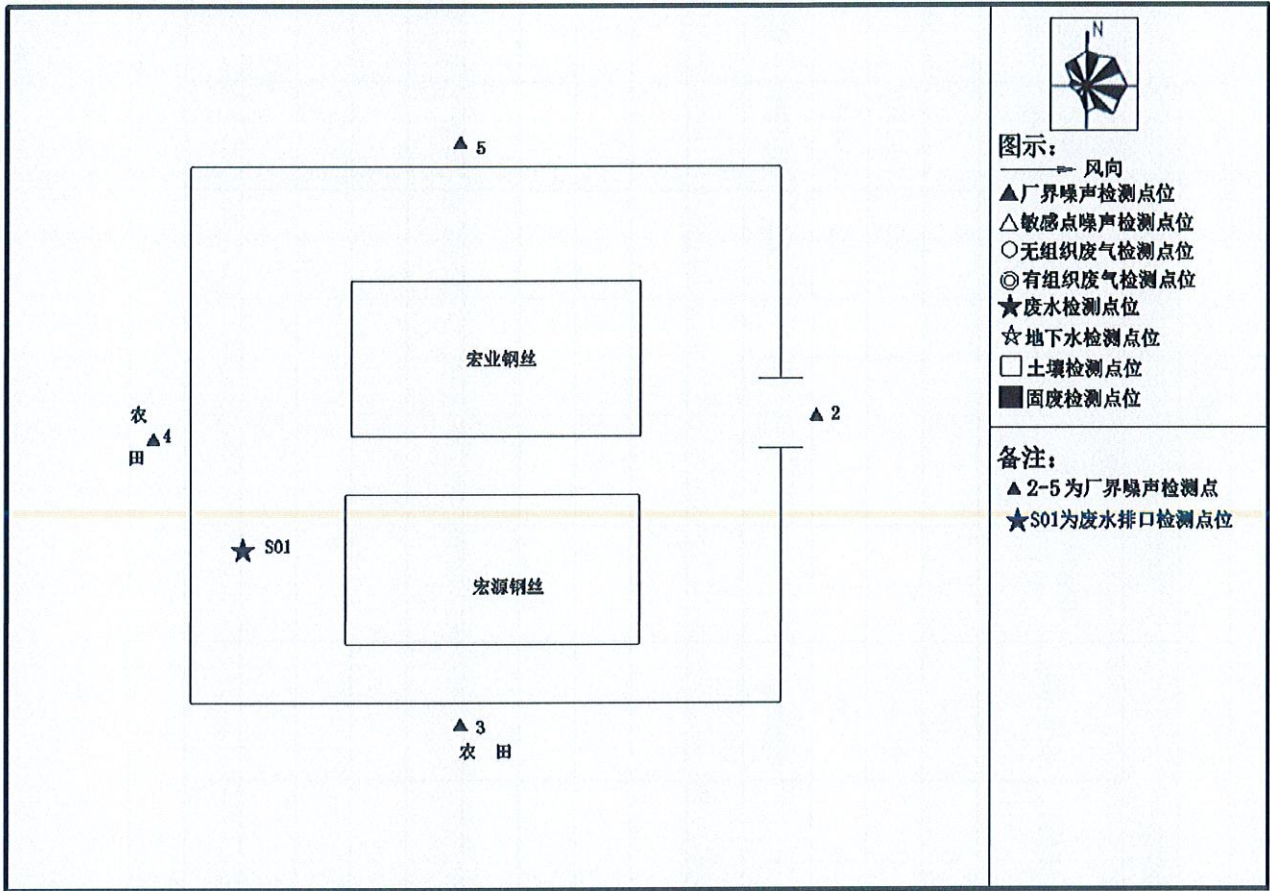 ▲ 5
宏业钢丝
▲ 2
农
▲ 4
田
★ S01
宏源钢丝
▲ 3
农 田
N
图示：
风向
▲厂界噪声检测点位
△敏感点噪声检测点位
○无组织废气检测点位
◎有组织废气检测点位
★废水检测点位
☆地下水检测点位
□土壤检测点位
■固废检测点位
备注：
▲ 2-5为厂界噪声检测点
★S01为废水排口检测点位